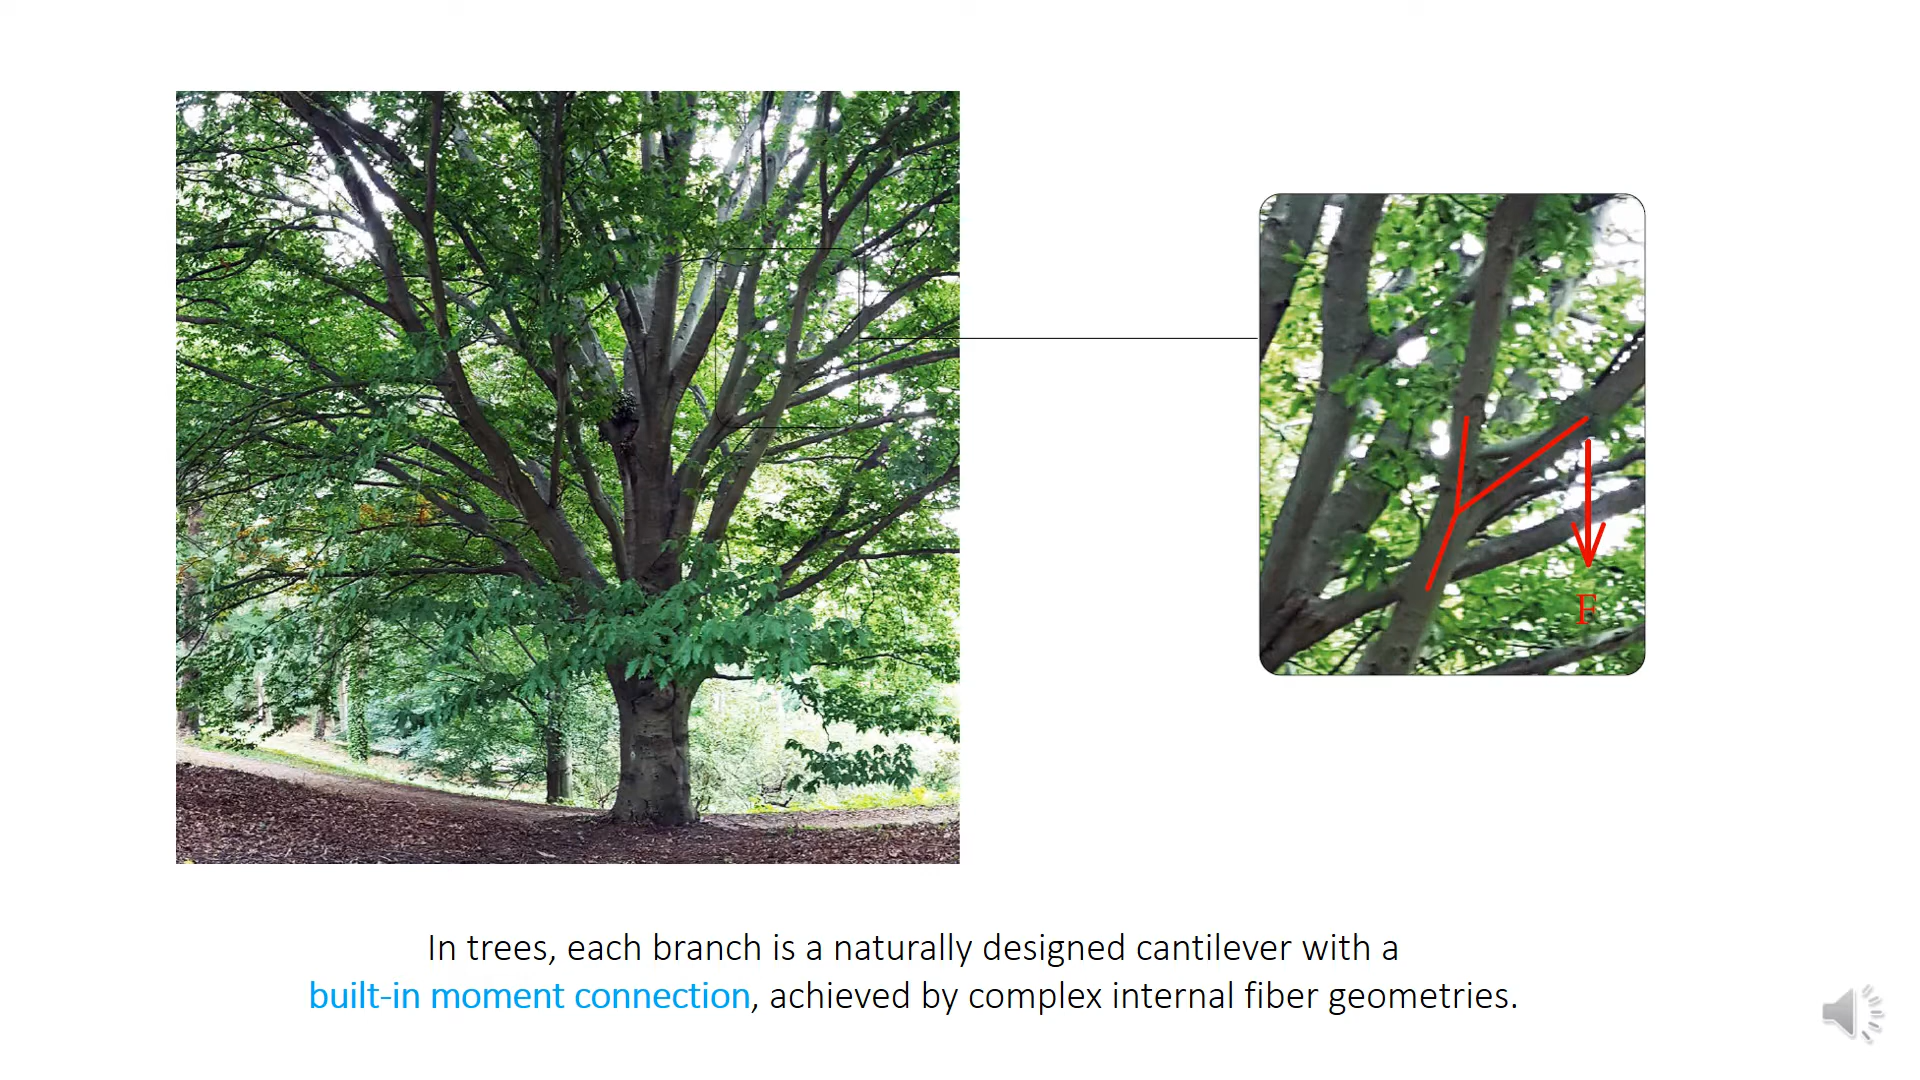 F
In trees, each branch is a naturally designed cantilever with a
built-in moment connection, achieved by complex internal fiber geometries.